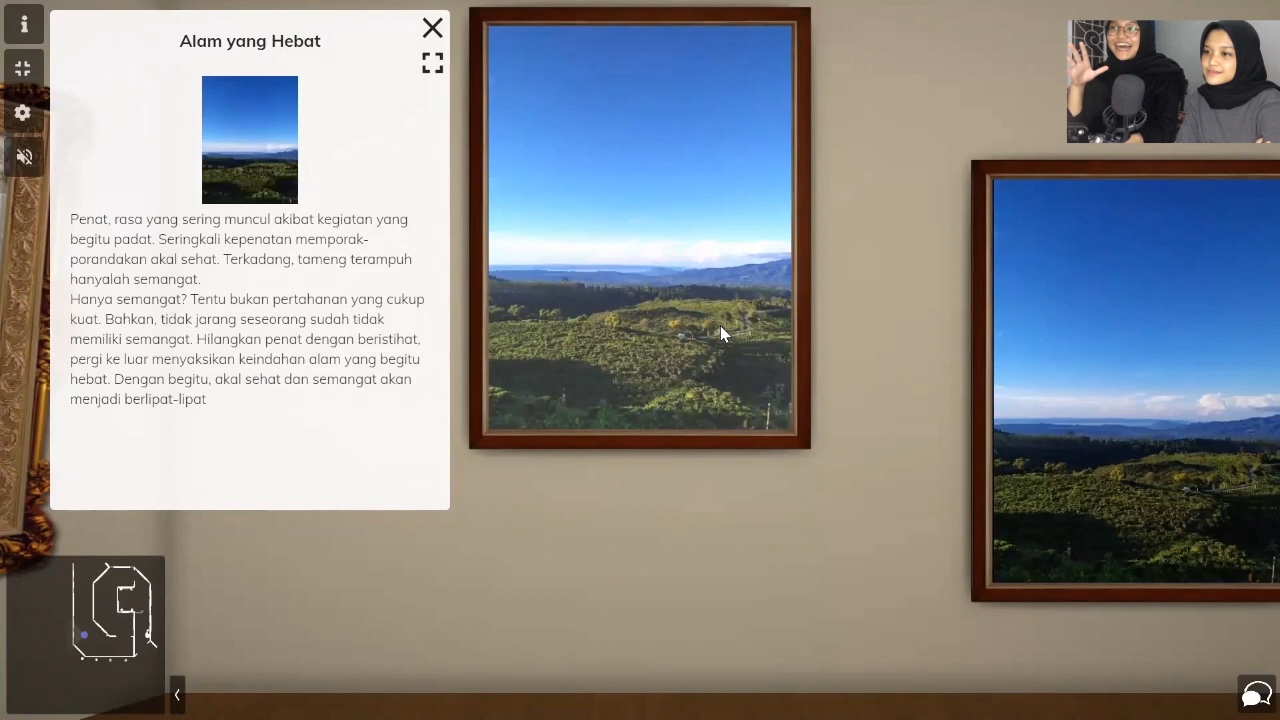 Alam yang Hebat
Penat, rasa yang sering muncul akibat kegiatan yang
begitu padat. Seringkali kepenatan memporak-
porandakan akal sehat. Terkadang, tameng terampuh
hanyalah semangat.
Hanya semangat? Tentu bukan pertahanan yang cukup
kuat. Bahkan, tidak jarang seseorang sudah tidak
memiliki semangat. Hilangkan penat dengan beristihat,
pergi ke luar menyaksikan keindahan alam yang begitu
hebat. Dengan begitu, akal sehat dan semangat akan
menjadi berlipat-lipat